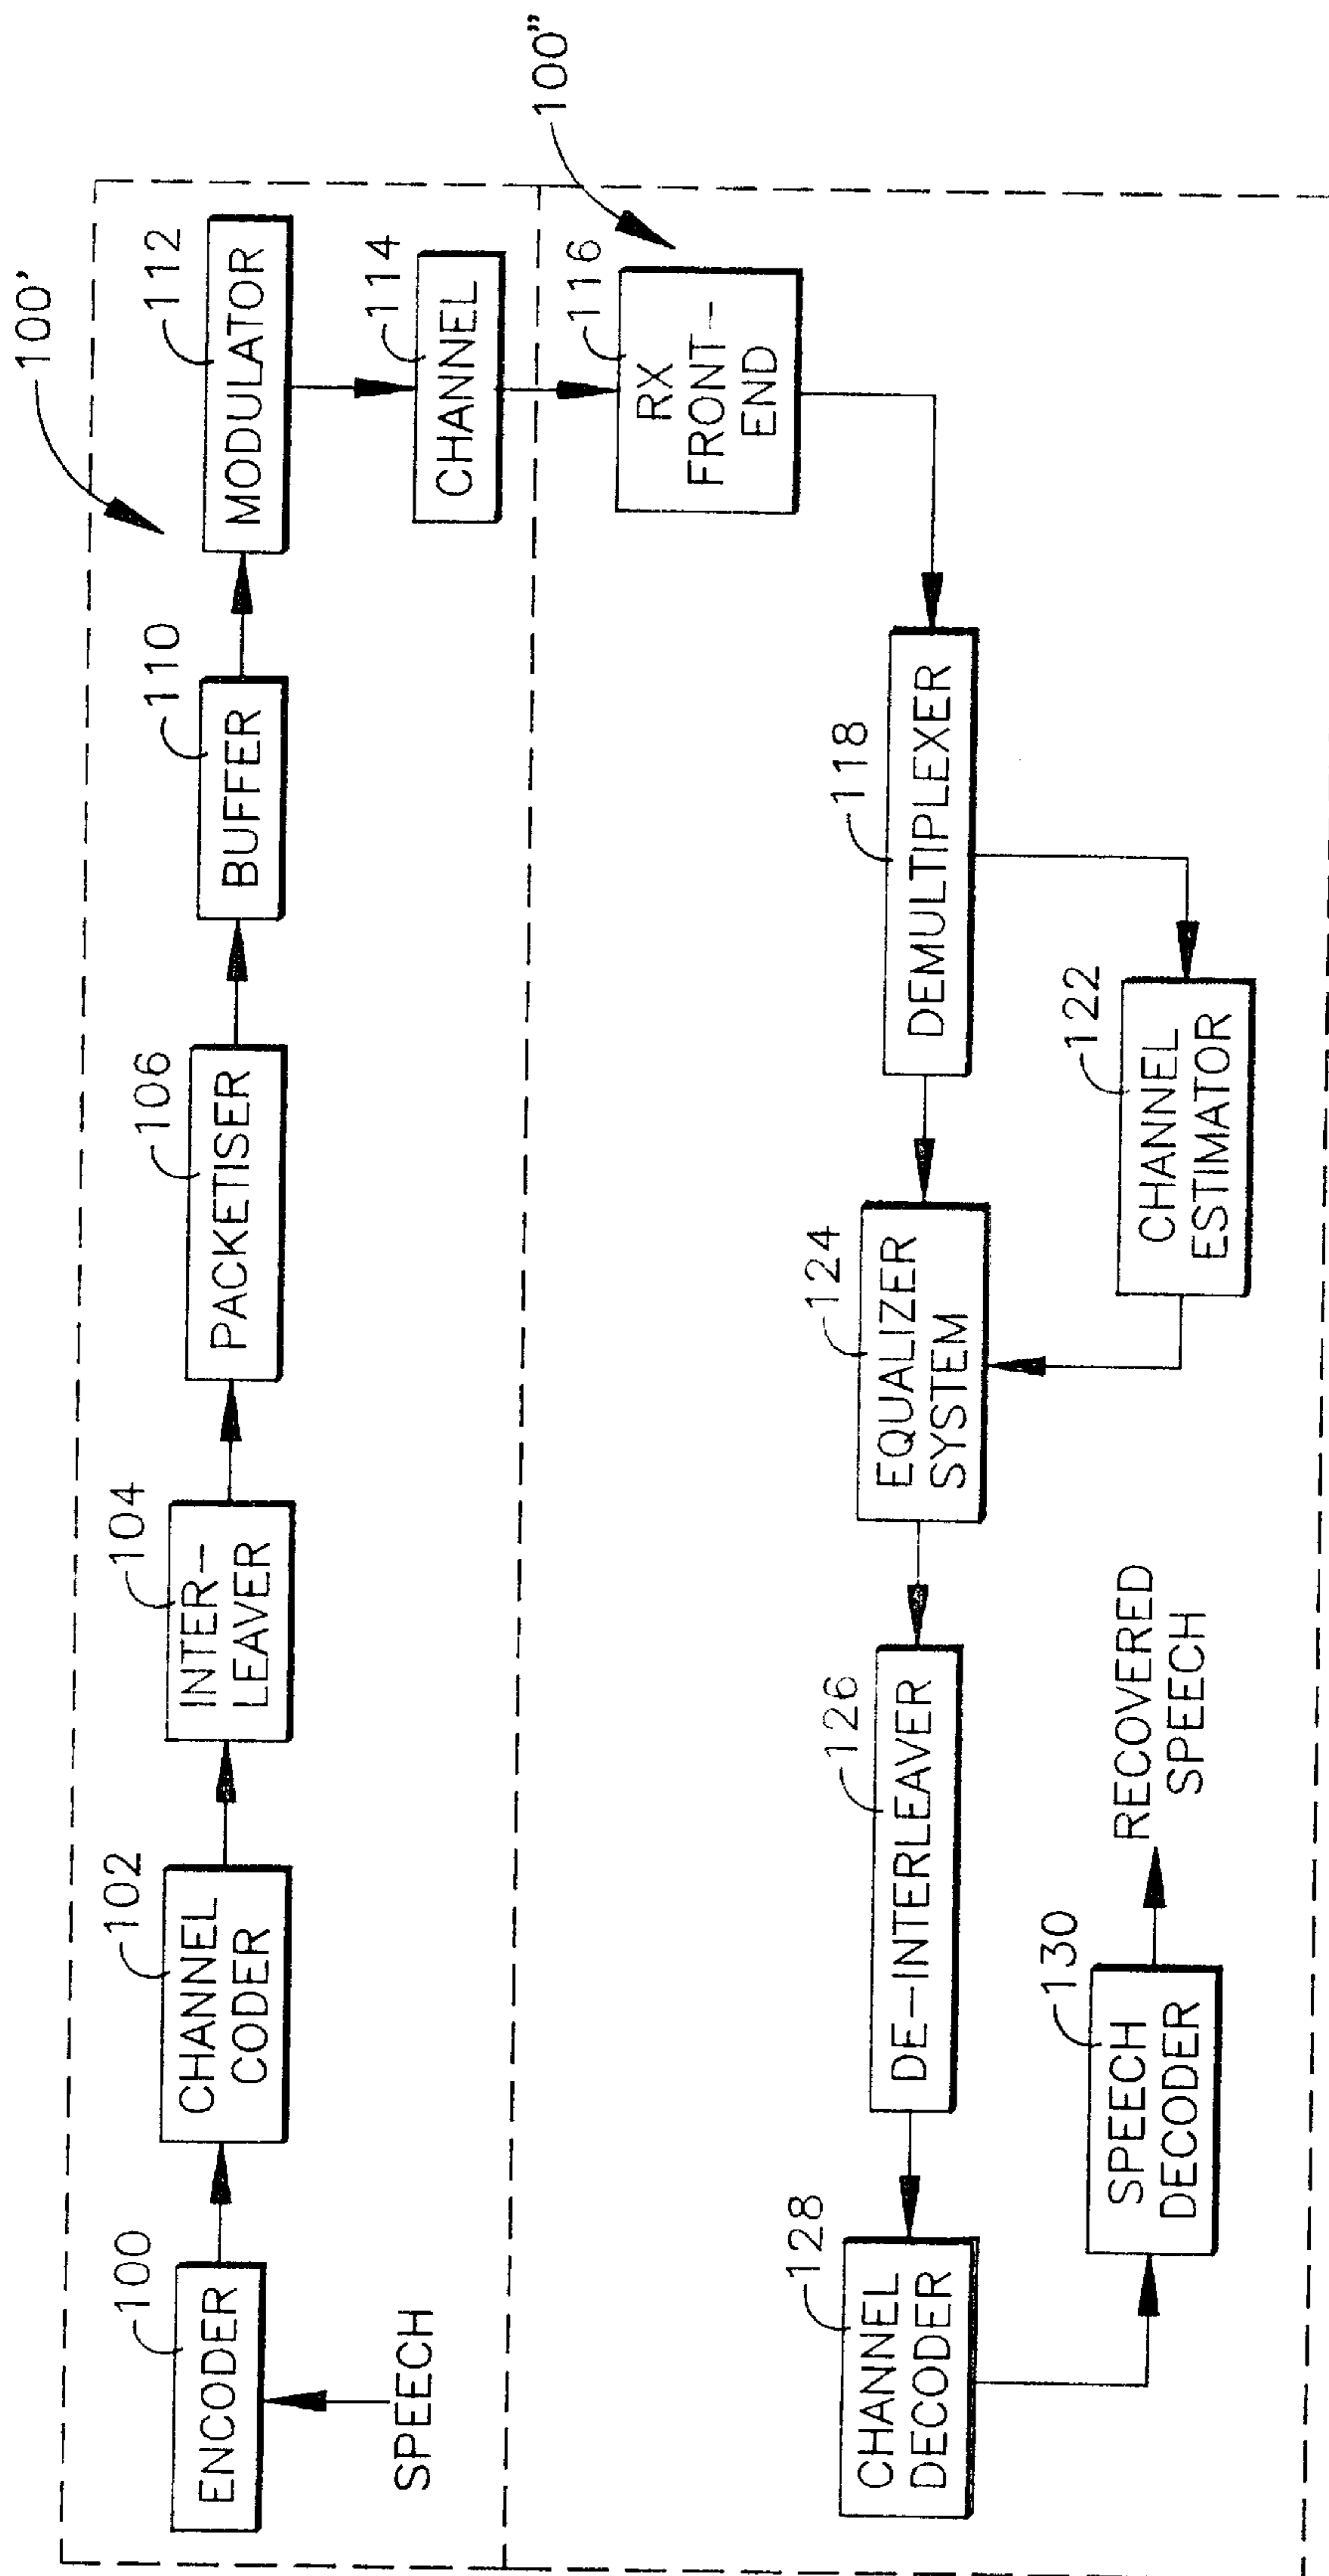 100'
100
ENCODER
SPEECH
102
CHANNEL
CODER
104
INTER-
LEAVER
106
PACKETISER
110
BUFFER
112
MODULATOR
114
CHANNEL
100"
116
RX
FRONT-
END
118
DEMULTIPLEXER
122
CHANNEL
ESTIMATOR
124
EQUALIZER
SYSTEM
126
DE-INTERLEAVER
128
CHANNEL
DECODER
130
SPEECH
DECODER
RECOVERED
SPEECH